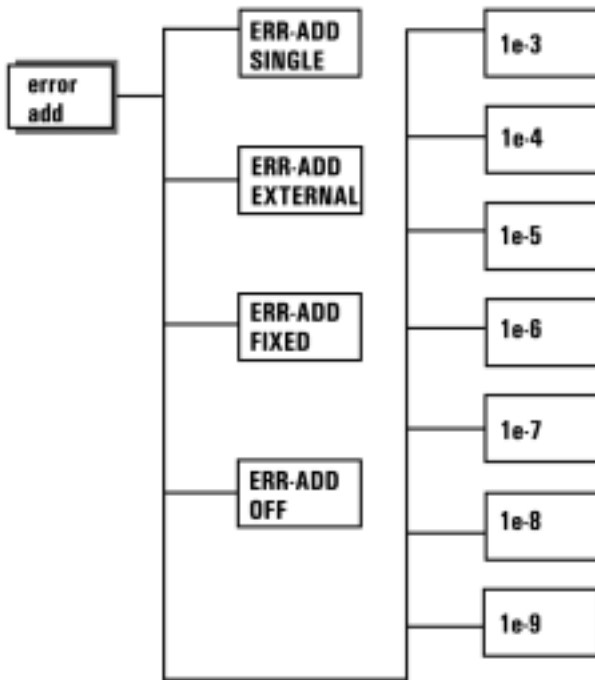 error
add
ERR-ADD
SINGLE
ERR-ADD
EXTERNAL
ERR-ADD
FIXED
ERR-ADD
OFF
1e-3
1e-4
1e-5
1e-6
1e-7
1e-8
1e-9